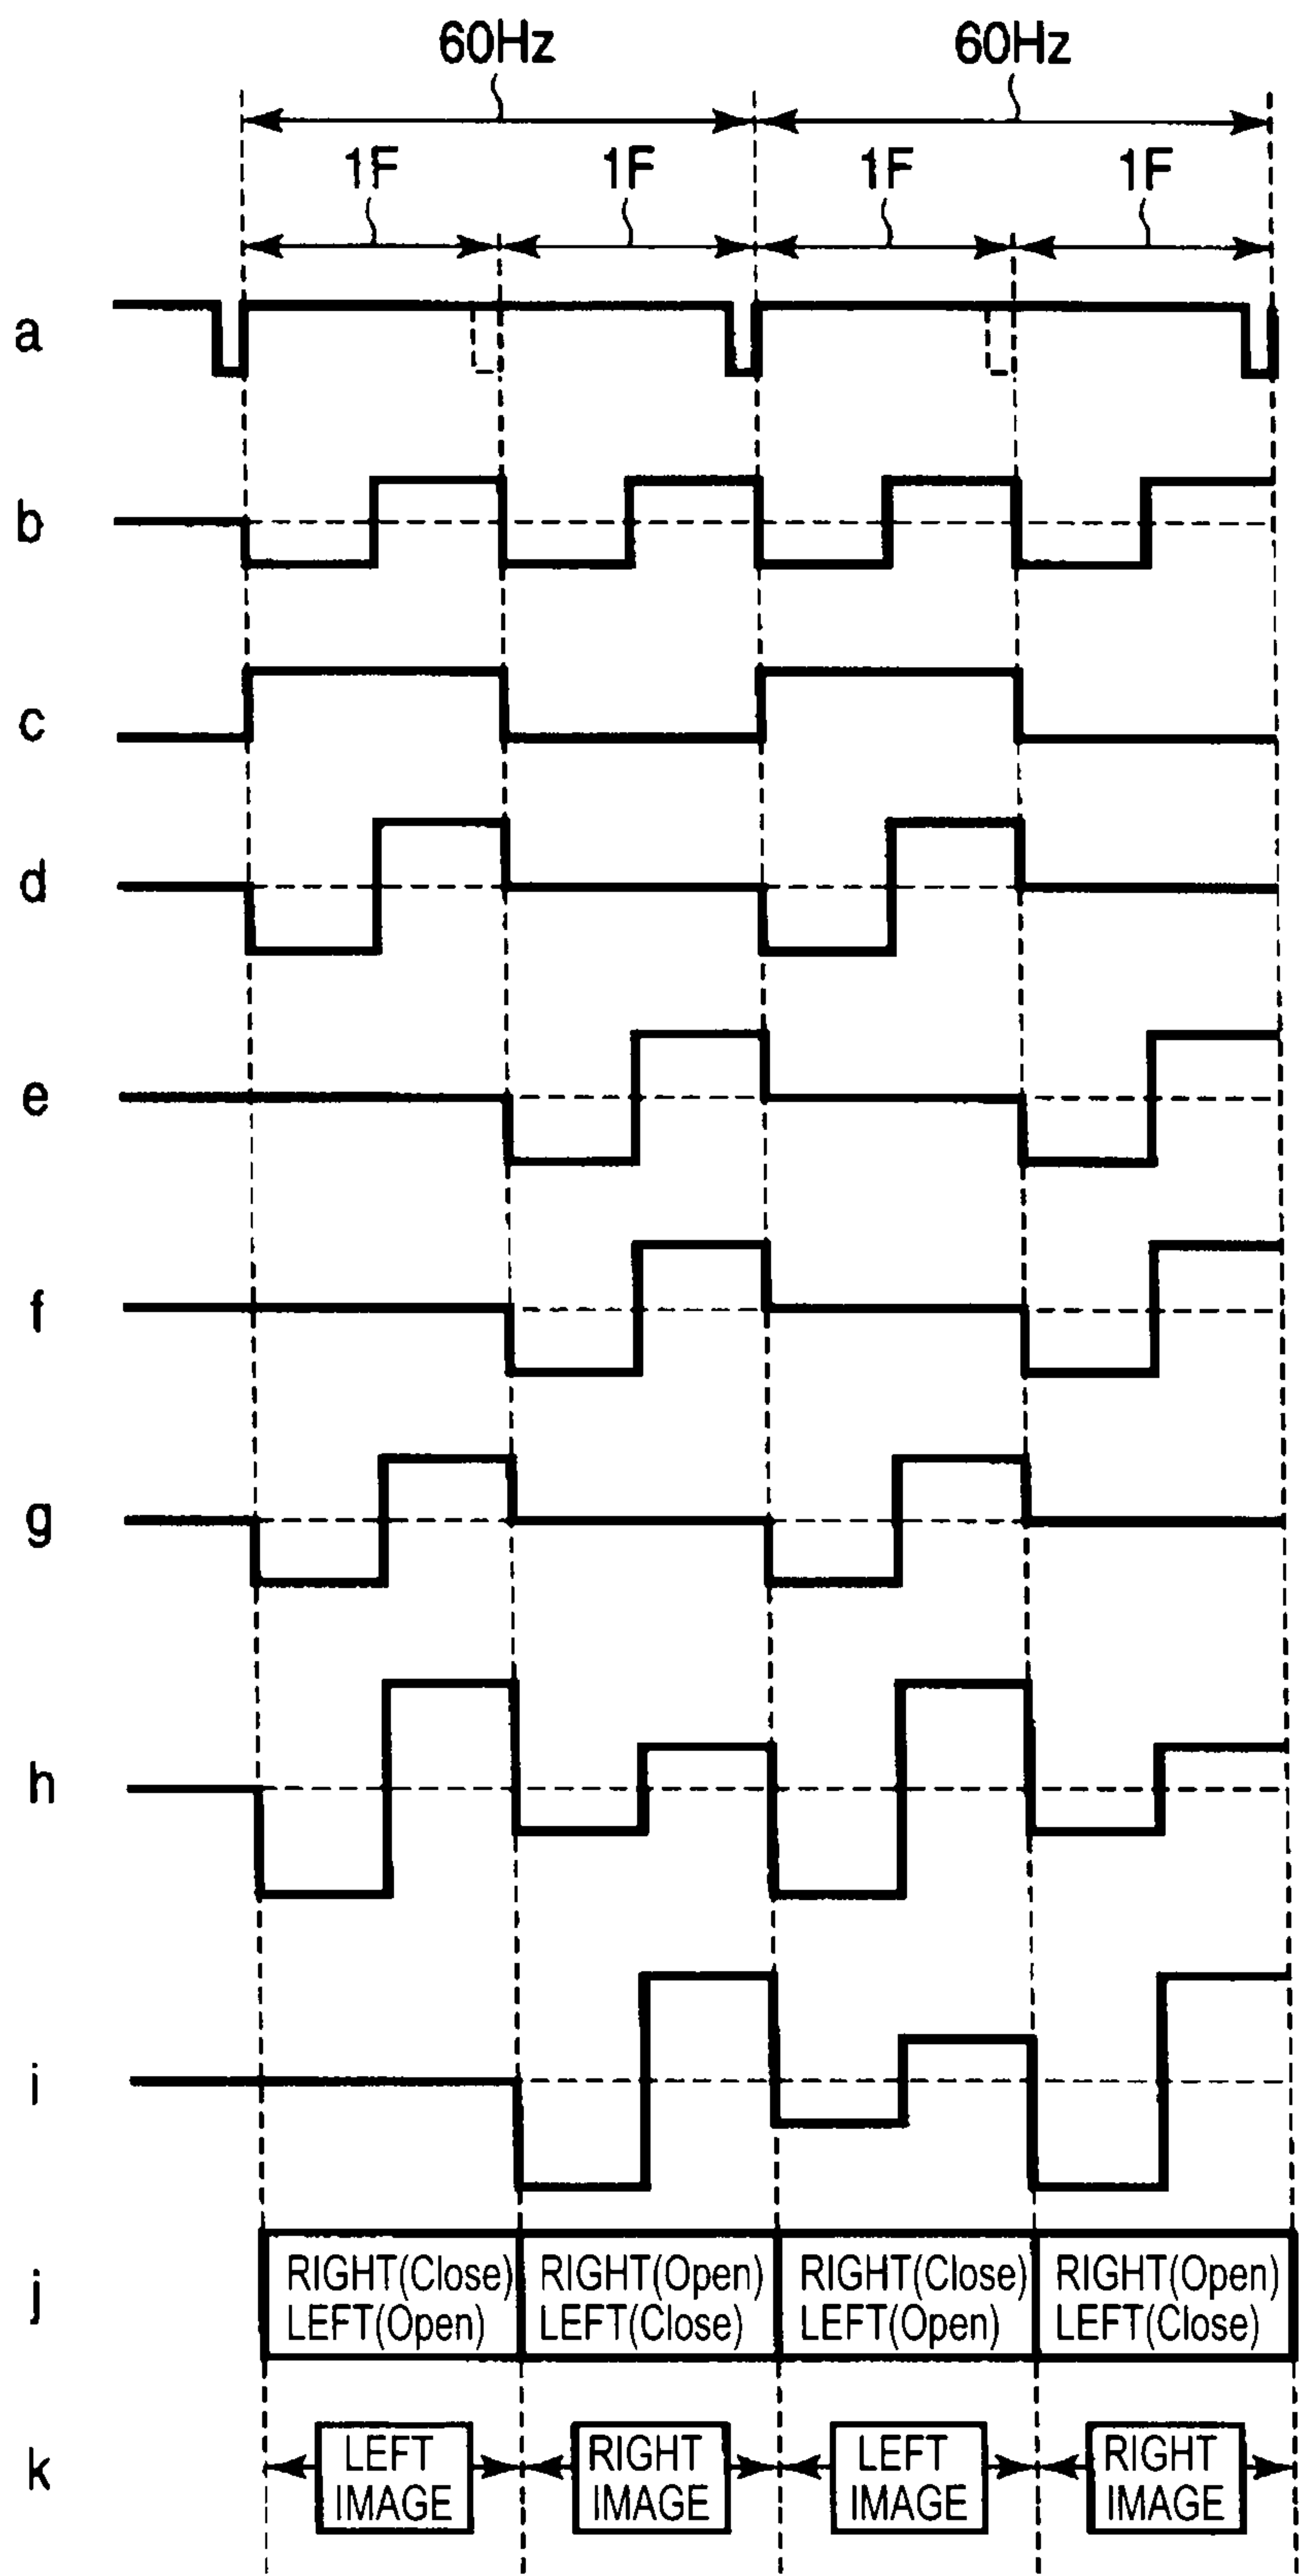 60Hz 60Hz
1F 1F 1F 1F
a
b
c
d
e
f
g
h
i
j
RIGHT(Close) RIGHT(Open) RIGHT(Close) RIGHT(Open)
LEFT(Open) LEFT(Close) LEFT(Open) LEFT(Close)
k
LEFT RIGHT LEFT RIGHT
IMAGE IMAGE IMAGE IMAGE